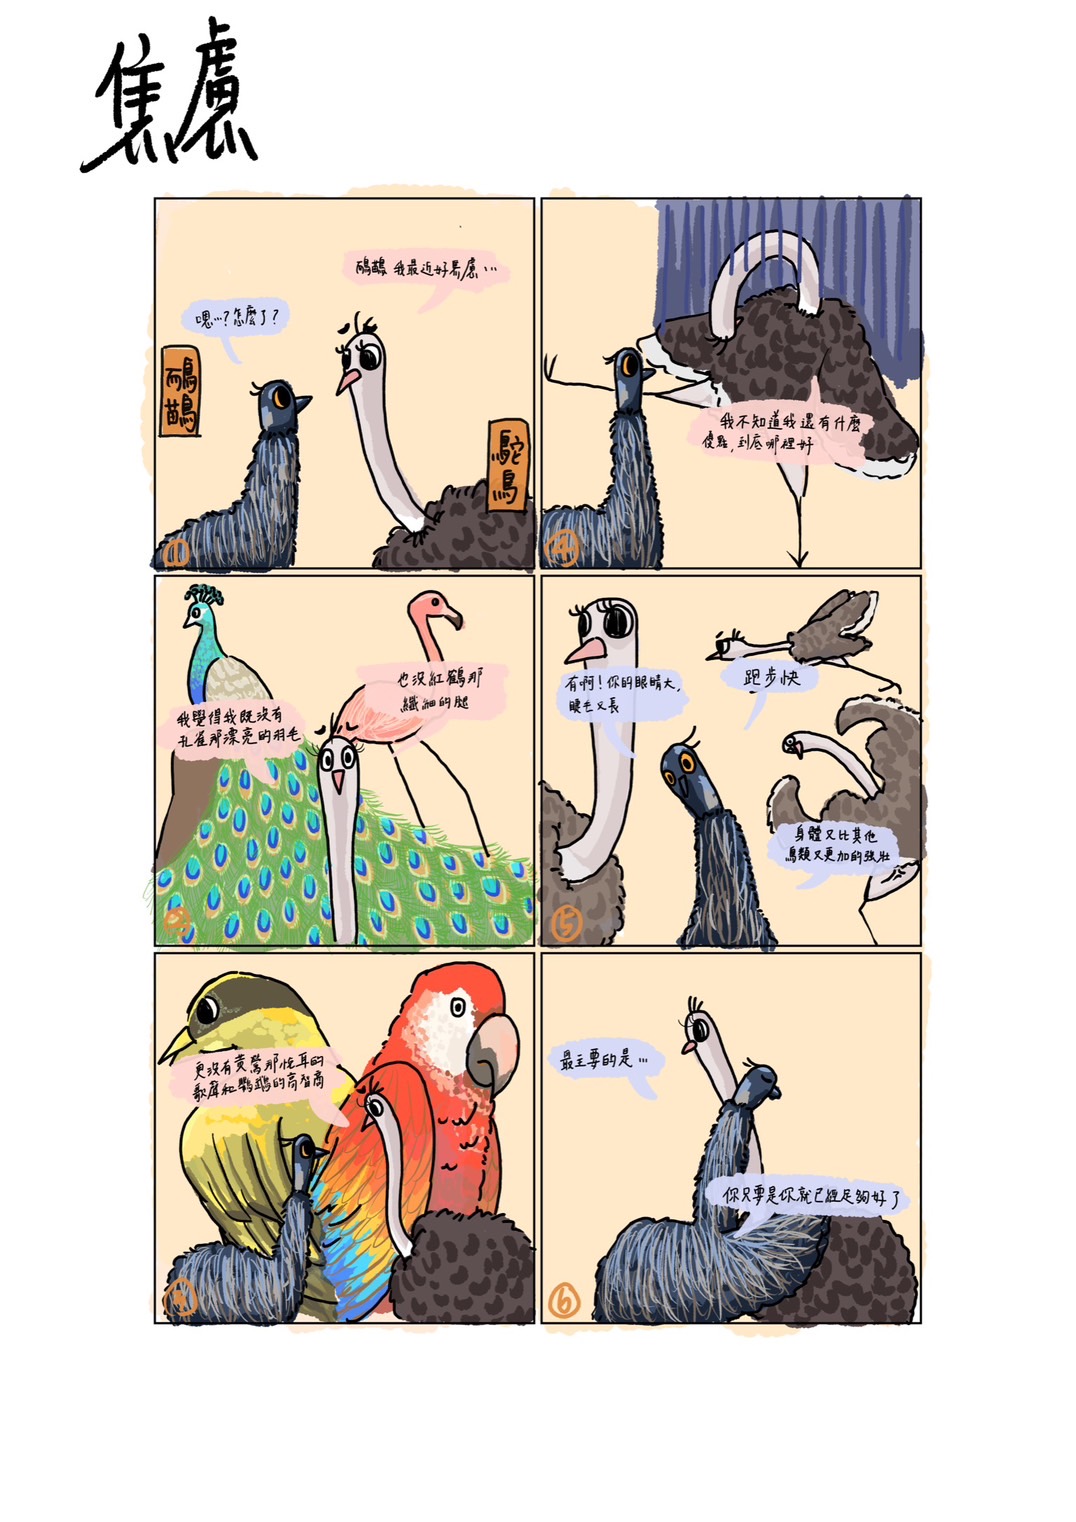 焦慮
鴯鶓 我最近好焦慮…
嗯…?怎麼了?
鴯鶓
鴕鳥
①
我覺得我既沒有
孔雀那漂亮的羽毛
也沒紅鶴那
纖細的腿
更沒有黃鶯那悅耳的
歌聲和鸚鵡的高智商
我不知道我還有什麼
優點,到底哪裡好
④
有啊!你的眼睛大,
睫毛又長
跑步快
身體又比其他
鳥類又更加的強壯
⑤
最主要的是…
你只要是你就已經足夠好了
⑥